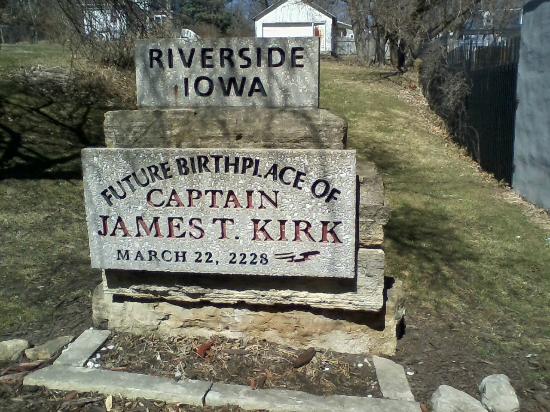 RIVERSIDE
IOWA
FUTURE BIRTHPLACE OF
CAPTAIN
JAMES T. KIRK
MARCH 22, 2228